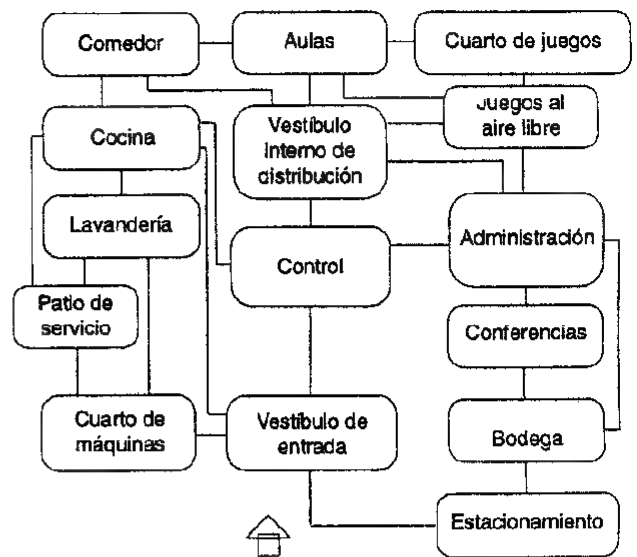 Comedor
Aulas
Cuarto de juegos
Cocina
Vestíbulo
interno de
distribución
Juegos al
aire libre
Lavandería
Control
Administración
Patio de
servicio
Conferencias
Cuarto de
máquinas
Vestíbulo de
entrada
Bodega
Estacionamiento